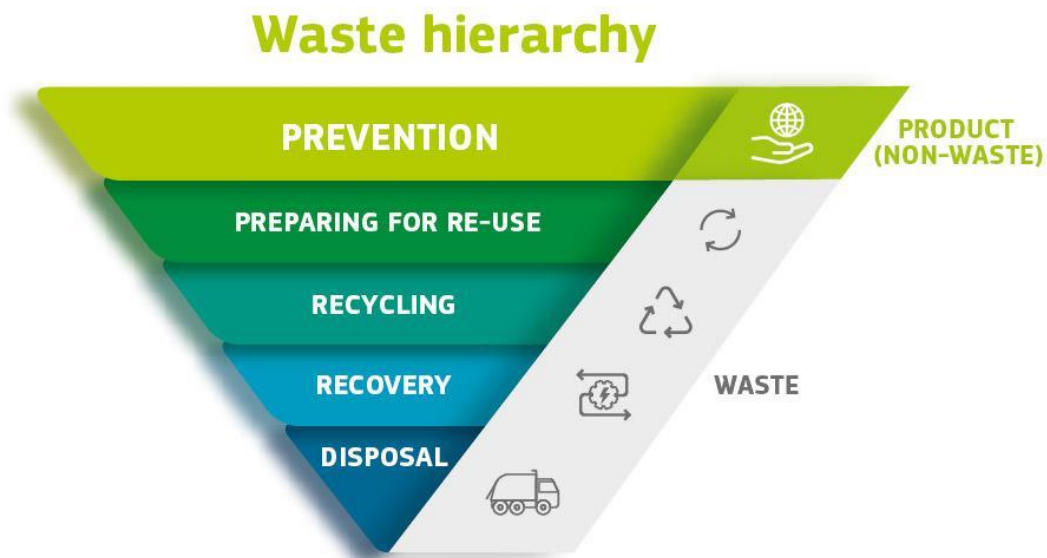 Waste hierarchy
PREVENTION
PRODUCT
(NON-WASTE)
PREPARING FOR RE-USE
RECYCLING
RECOVERY
WASTE
DISPOSAL